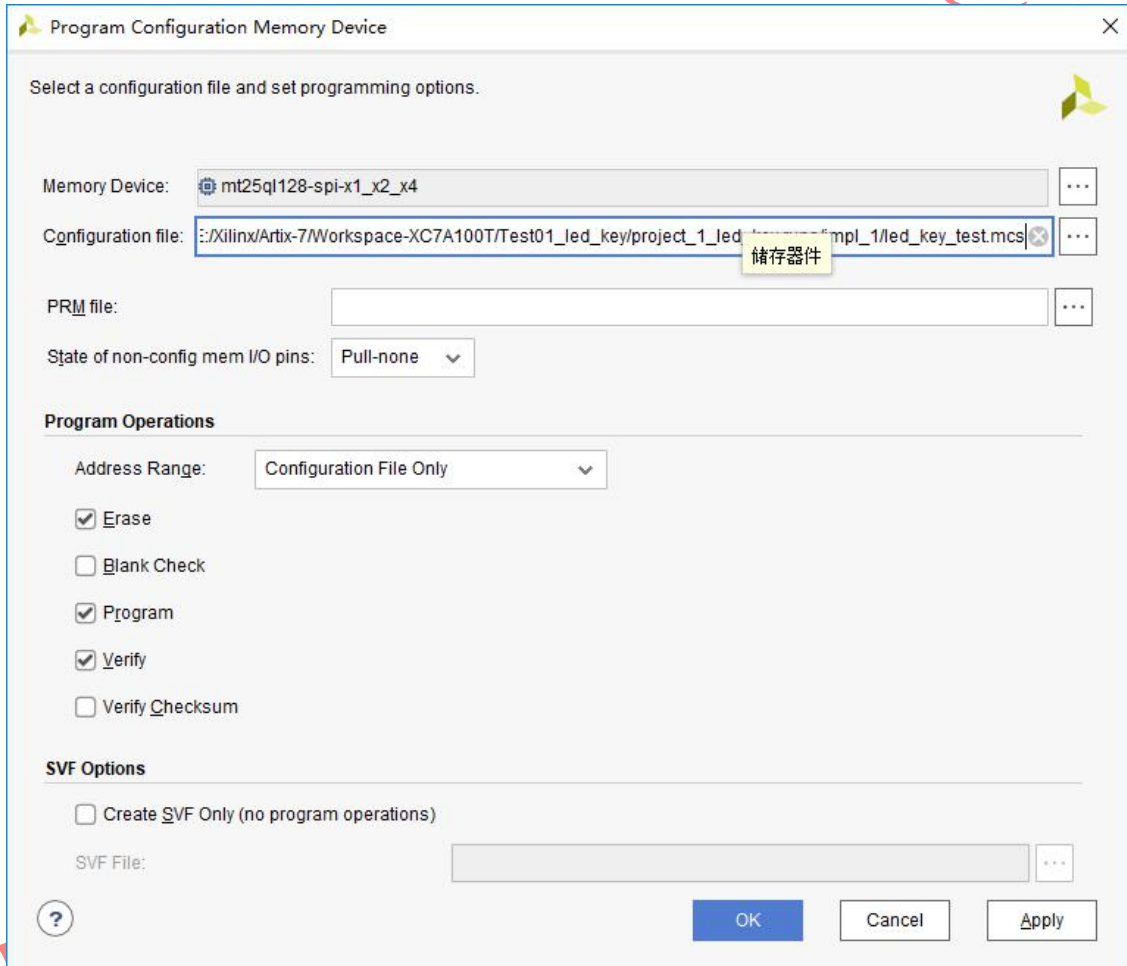 Program Configuration Memory Device
Select a configuration file and set programming options.
Memory Device: mt25ql128-spi-x1_x2_x4 ...
Configuration file: :/Xilinx/Artix-7/Workspace-XC7A100T/Test01_led_key/project_1_led_ impl_1/led_key_test.mcs ...
储存器件
PRM file: ...
State of non-config mem I/O pins: Pull-none
Program Operations
Address Range: Configuration File Only
Erase
Blank Check
Program
Verify
Verify Checksum
SVF Options
Create SVF Only (no program operations)
SVF File: ...
? OK Cancel Apply